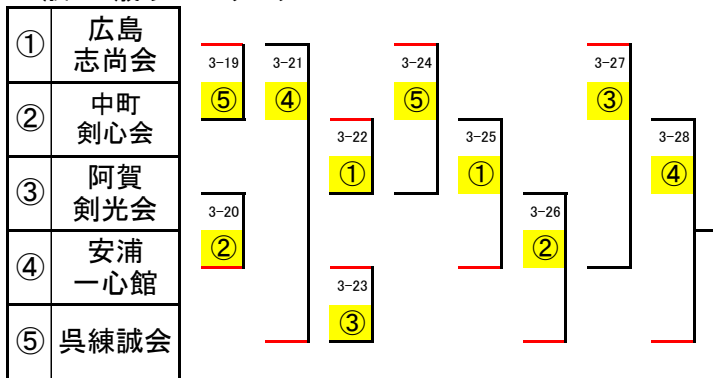 ①
広島
志尚会
②
中町
剣心会
③
阿賀
剣光会
④
安浦
一心館
⑤
呉練誠会
3-19
⑤
3-20
②
3-21
④
3-22
①
3-23
③
3-24
⑤
3-25
①
3-26
②
3-27
③
3-28
④